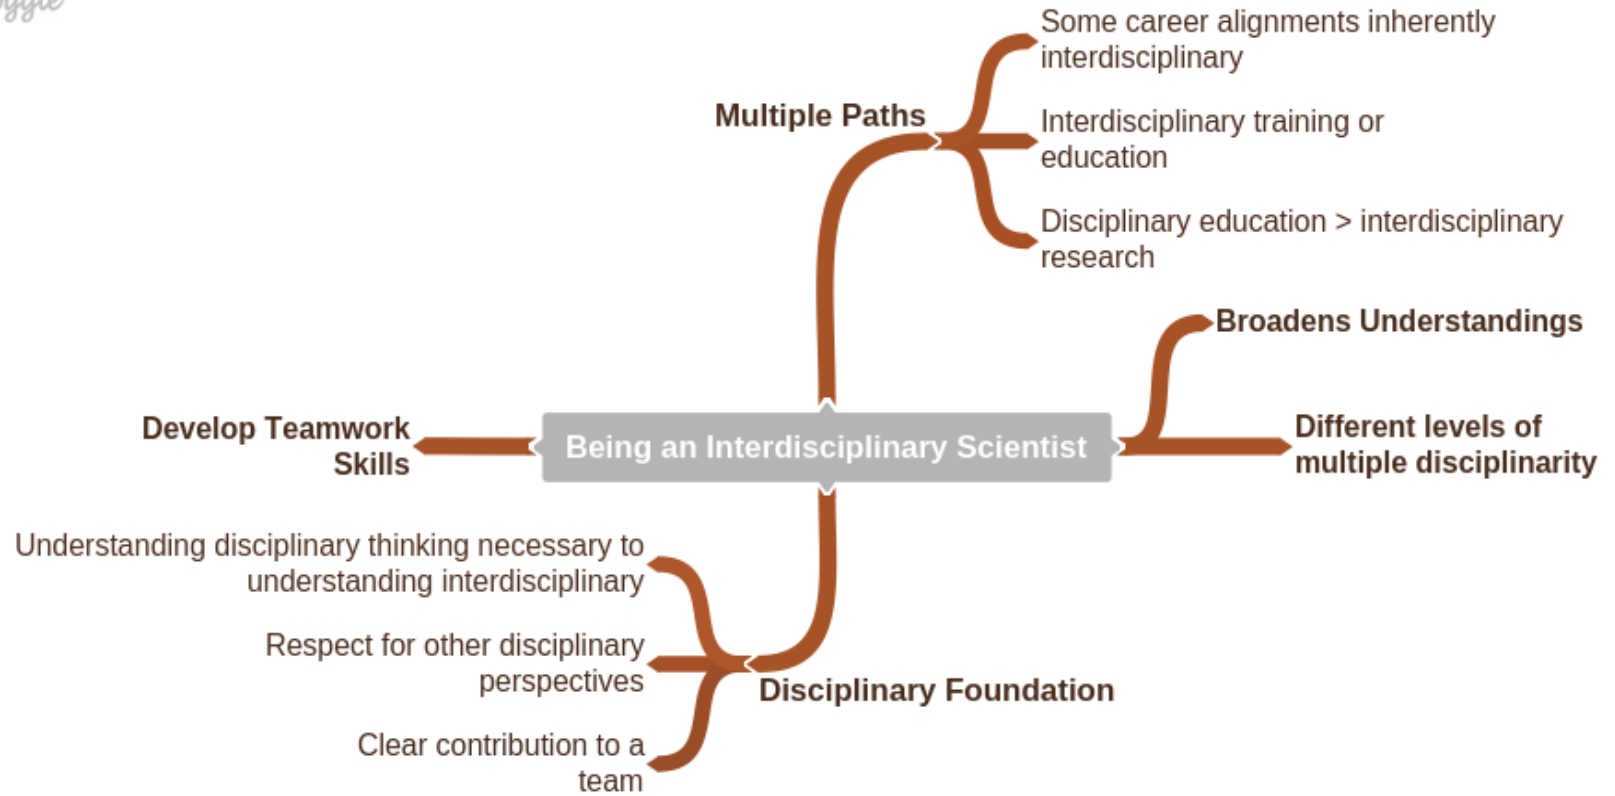 Some career alignments inherently
interdisciplinary
Multiple Paths
Interdisciplinary training or
education
Disciplinary education > interdisciplinary
research
Broadens Understandings
Different levels of
multiple disciplinarity
Develop Teamwork
Skills
Being an Interdisciplinary Scientist
Understanding disciplinary thinking necessary to
understanding interdisciplinary
Respect for other disciplinary
perspectives
Disciplinary Foundation
Clear contribution to a
team